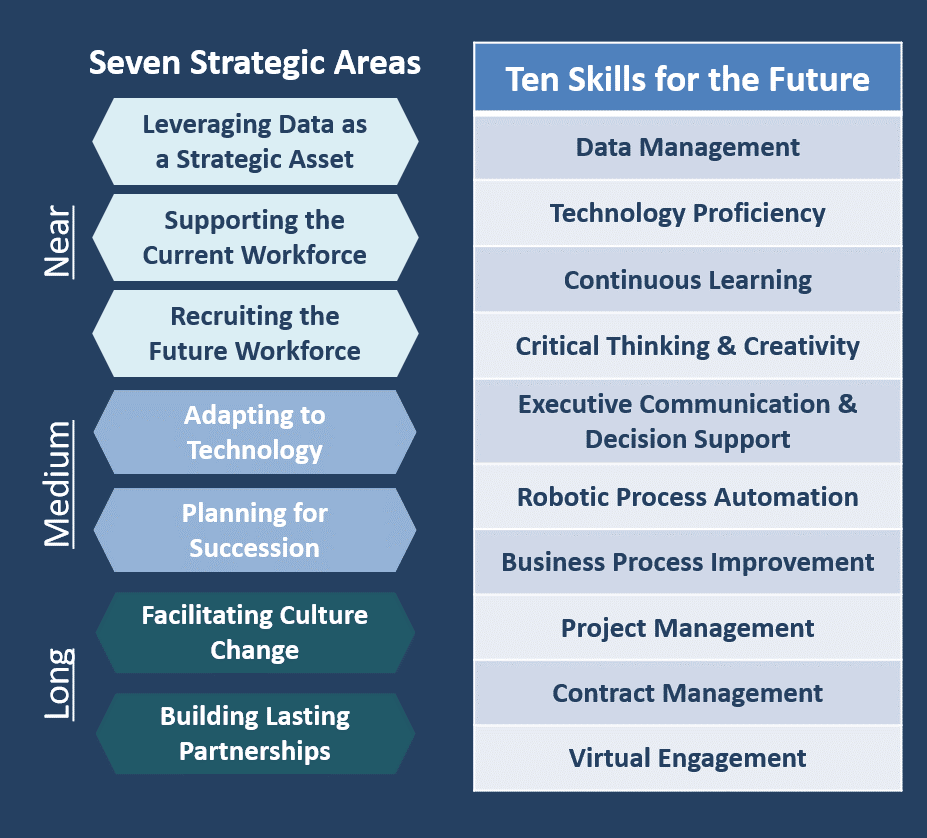 Seven Strategic Areas
Near
Leveraging Data as
a Strategic Asset
Supporting the
Current Workforce
Recruiting the
Future Workforce
Medium
Adapting to
Technology
Planning for
Succession
Long
Facilitating Culture
Change
Building Lasting
Partnerships
Ten Skills for the Future
Data Management
Technology Proficiency
Continuous Learning
Critical Thinking & Creativity
Executive Communication &
Decision Support
Robotic Process Automation
Business Process Improvement
Project Management
Contract Management
Virtual Engagement